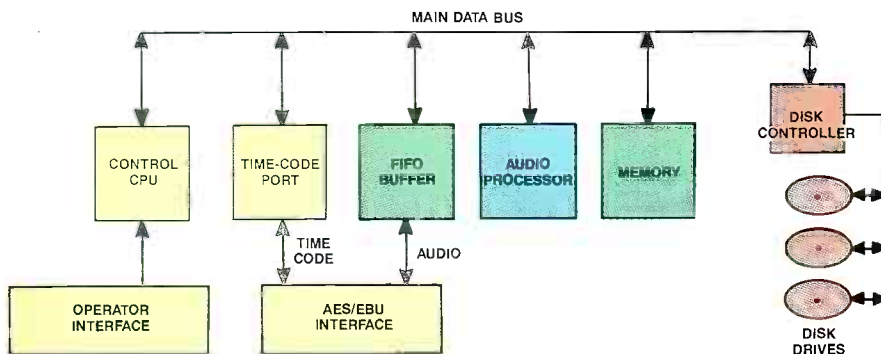 MAIN DATA BUS
CONTROL
CPU
TIME-CODE
PORT
FIFO
BUFFER
AUDIO
PROCESSOR
MEMORY
DISK
CONTROLLER
TIME
CODE
AUDIO
OPERATOR
INTERFACE
AES/EBU
INTERFACE
DISK
DRIVES